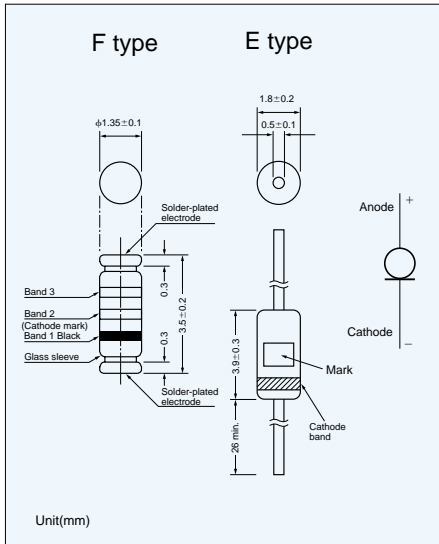 F type
E type
φ1.35±0.1
1.8±0.2
0.5±0.1
Solder-plated
electrode
Anode
+
Band 3
0.3
3.5±0.2
Band 2
(Cathode mark)
Band 1 Black
0.3
Glass sleeve
Solder-plated
electrode
3.9±0.3
Mark
Cathode
−
Cathode
band
26 min.
Unit(mm)